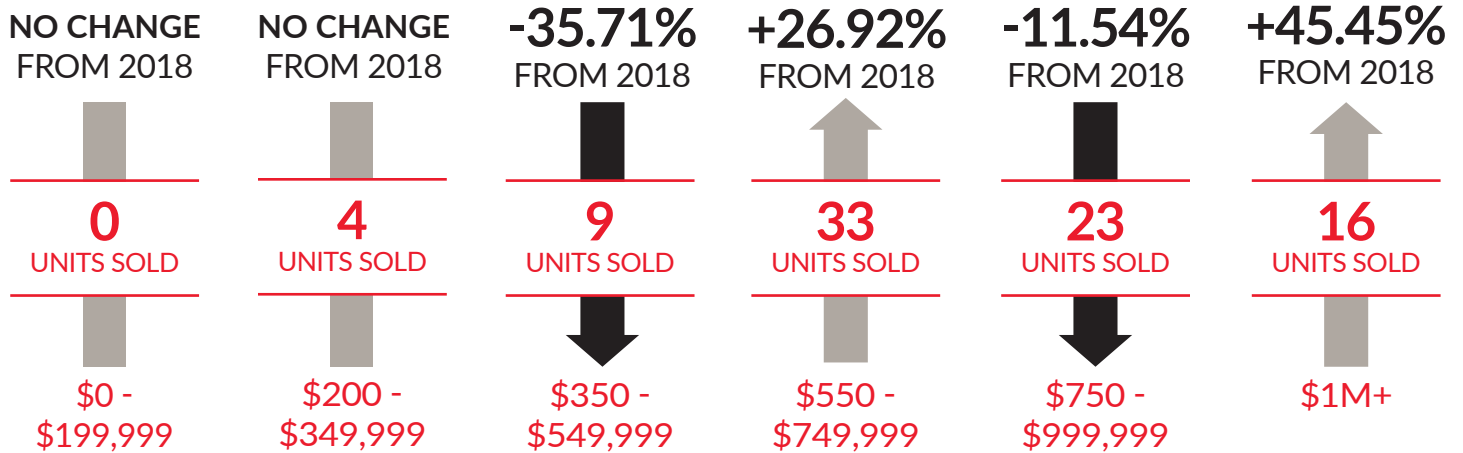 NO CHANGE
FROM 2018
0
UNITS SOLD
$0 -
$199,999
NO CHANGE
FROM 2018
4
UNITS SOLD
$200 -
$349,999
-35.71%
FROM 2018
9
UNITS SOLD
$350 -
$549,999
+26.92%
FROM 2018
33
UNITS SOLD
$550 -
$749,999
-11.54%
FROM 2018
23
UNITS SOLD
$750 -
$999,999
+45.45%
FROM 2018
16
UNITS SOLD
$1M+